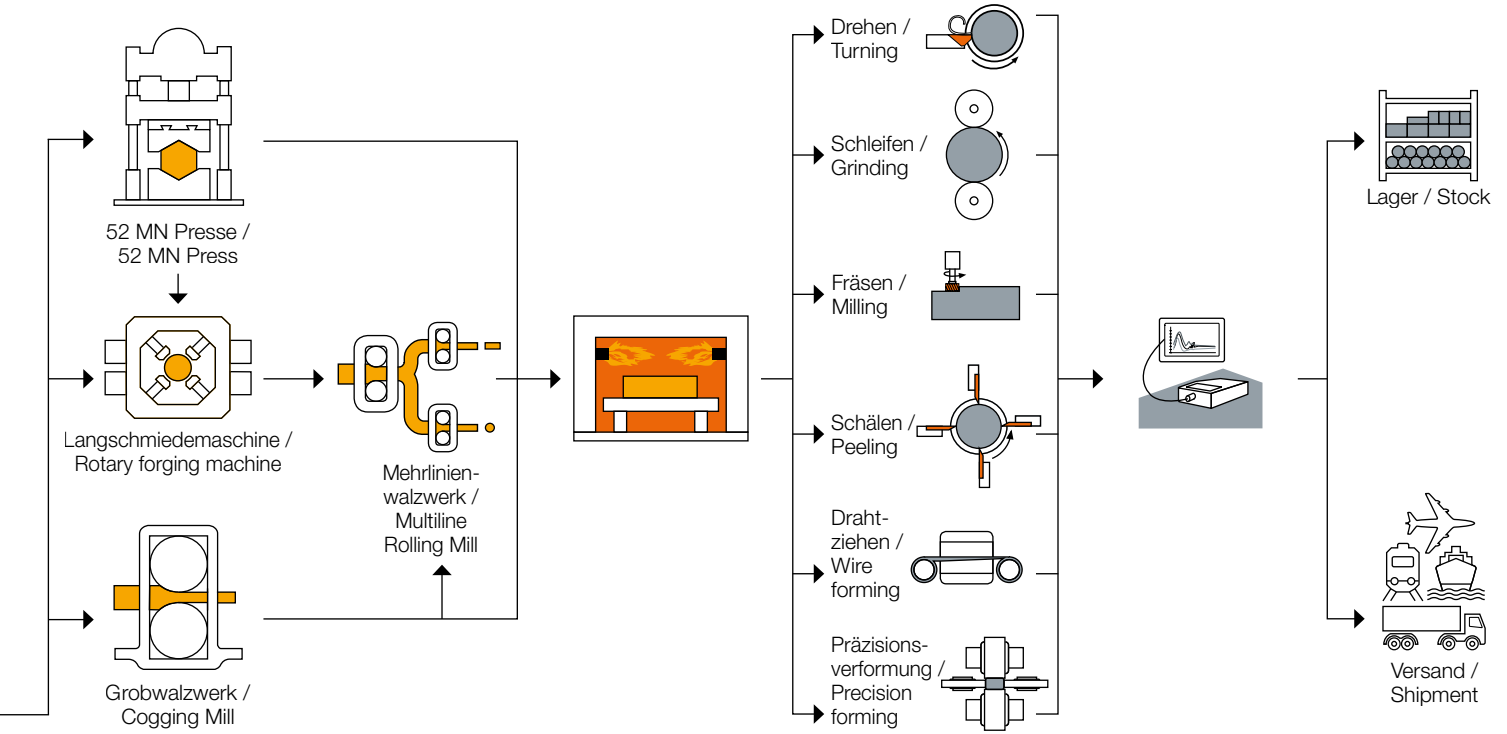 52 MN Presse /
52 MN Press
Langschmiedemaschine /
Rotary forging machine
Grobwalzwerk /
Cogging Mill
Mehrlinien-
walzwerk /
Multiline
Rolling Mill
Drehen /
Turning
Schleifen /
Grinding
Fräsen /
Milling
Schälen /
Peeling
Draht-
ziehen /
Wire
forming
Präzisions-
verformung /
Precision
forming
Lager / Stock
Versand /
Shipment